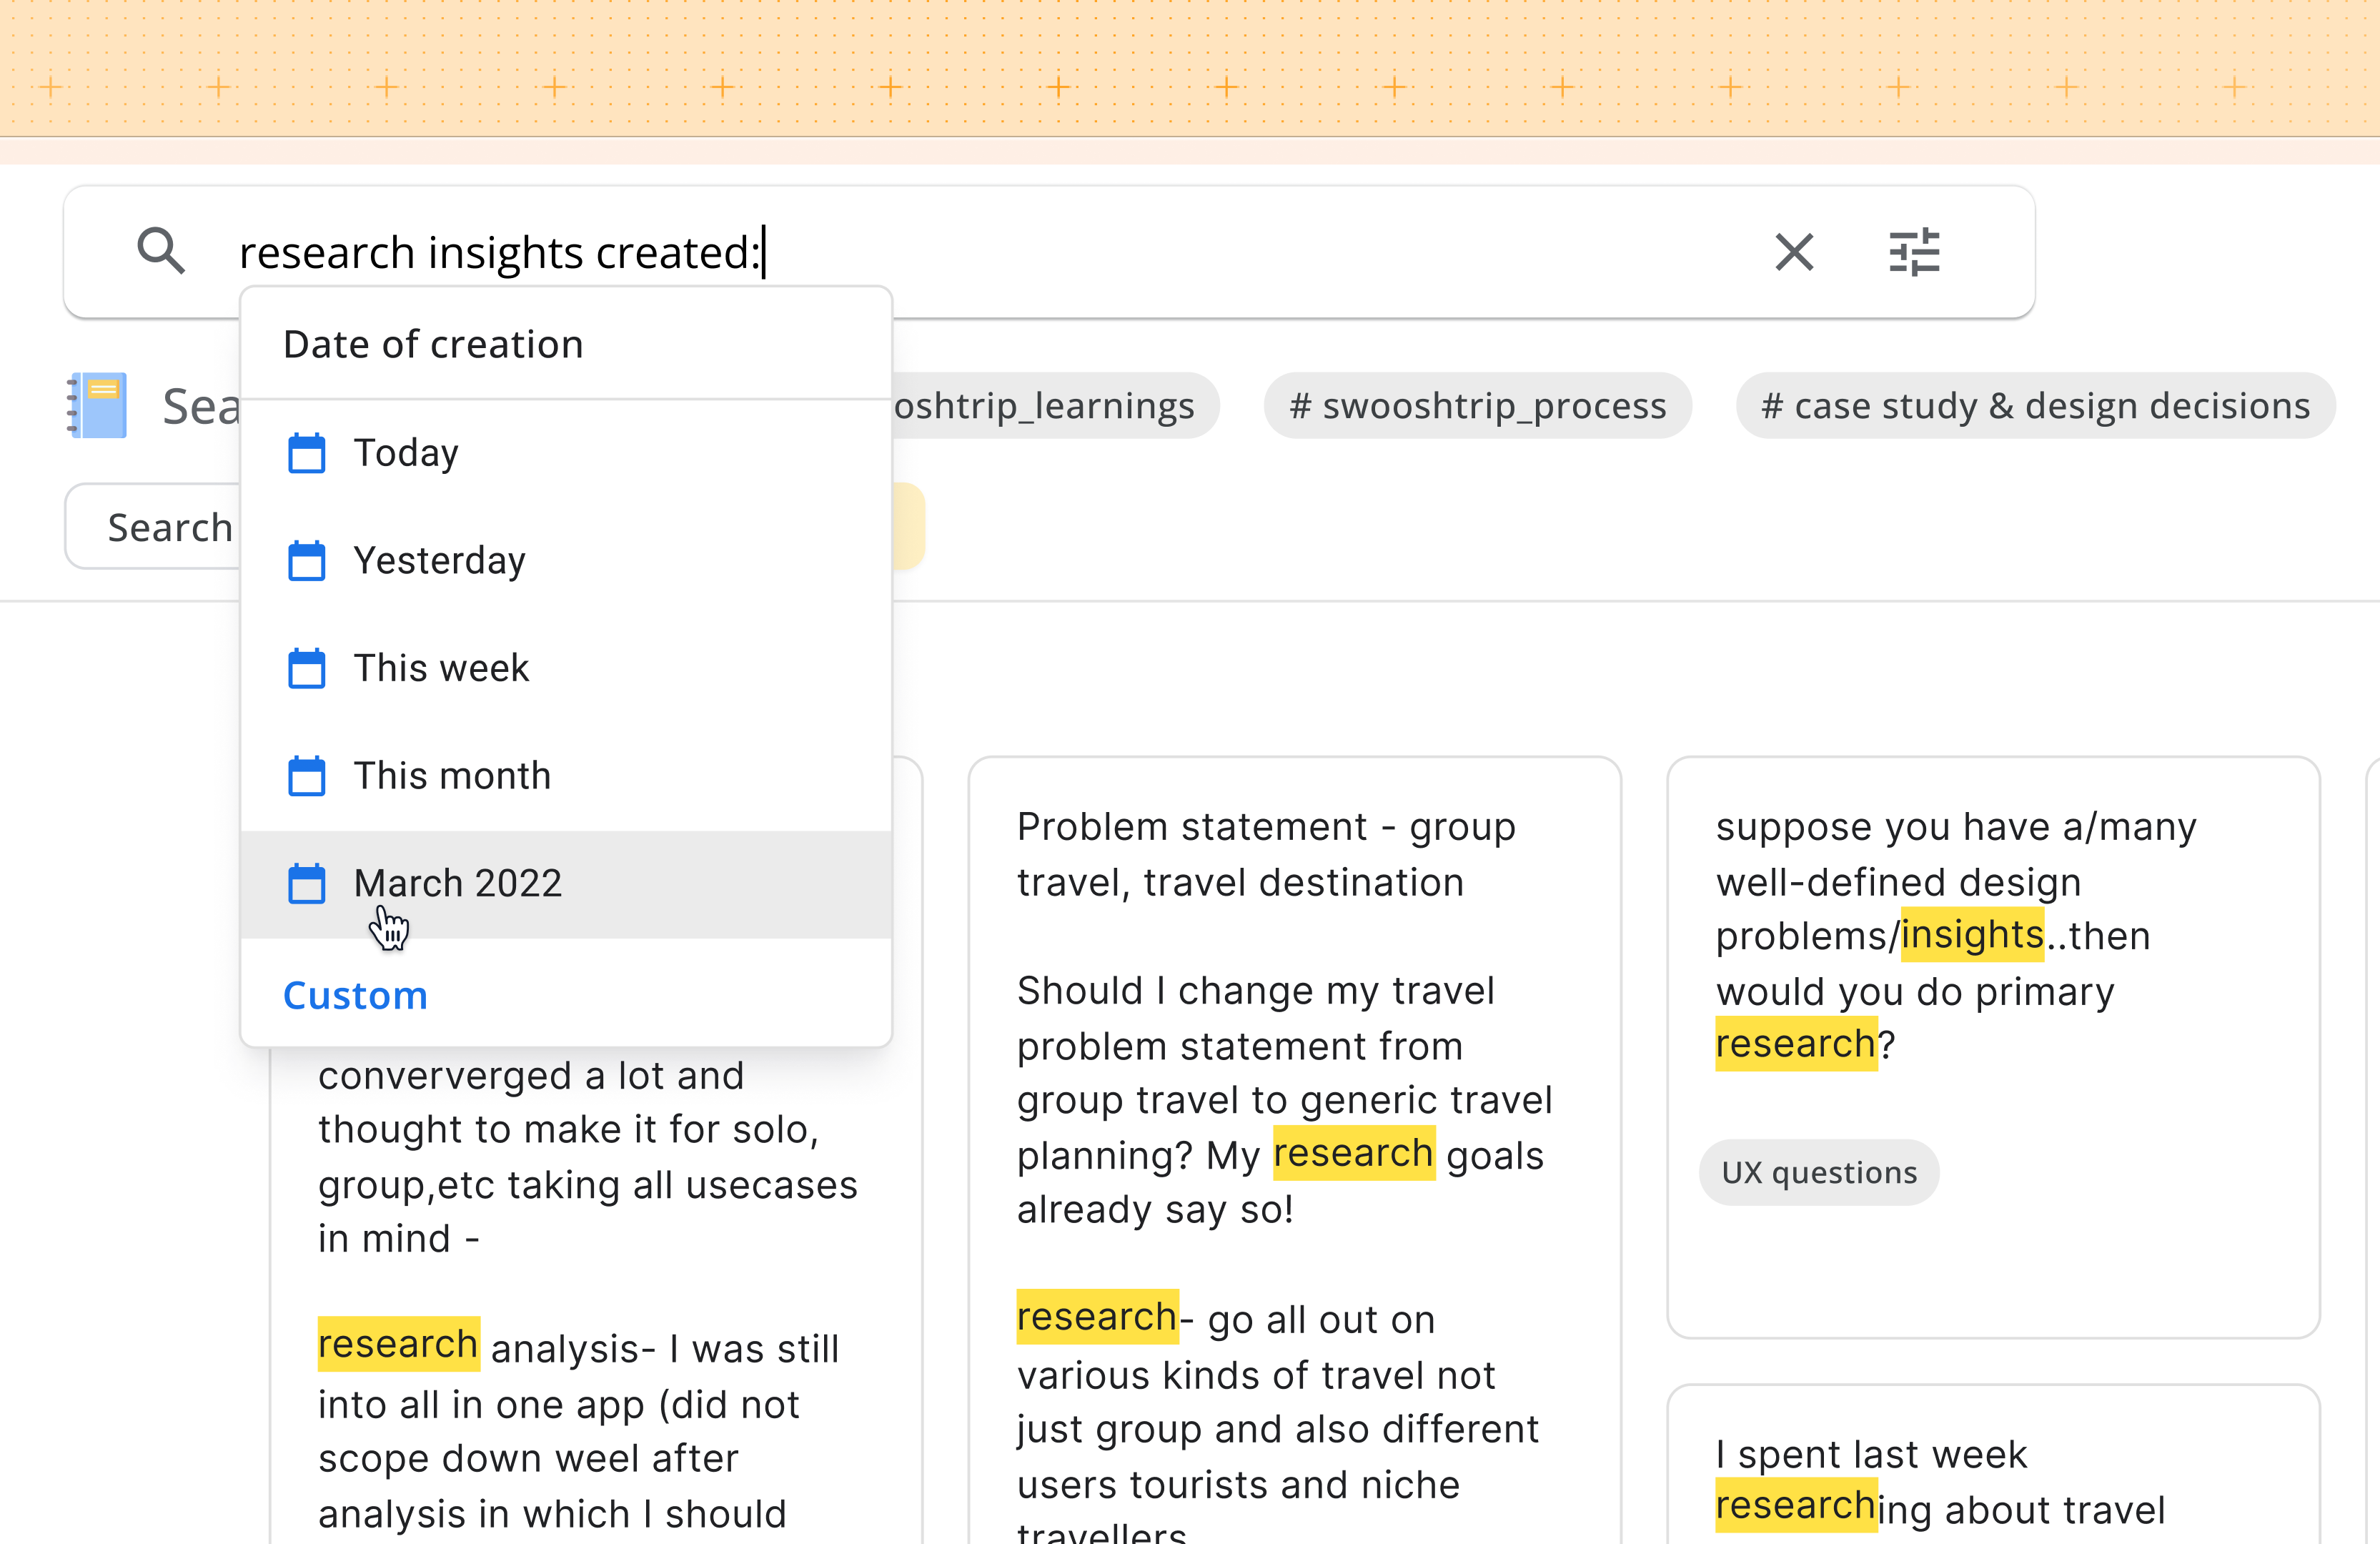 research insights created:
Date of creation
Today
Yesterday
This week
This month
March 2022
Custom
Sea
oshtrip_learnings
# swooshtrip_process
# case study & design decisions
Search
conververged a lot and
thought to make it for solo,
group,etc taking all usecases
in mind -
research analysis- I was still
into all in one app (did not
scope down weel after
analysis in which I should
Problem statement - group
travel, travel destination
Should I change my travel
problem statement from
group travel to generic travel
planning? My research goals
already say so!
research- go all out on
various kinds of travel not
just group and also different
users tourists and niche
travellers
suppose you have a/many
well-defined design
problems/insights..then
would you do primary
research?
UX questions
I spent last week
researching about travel